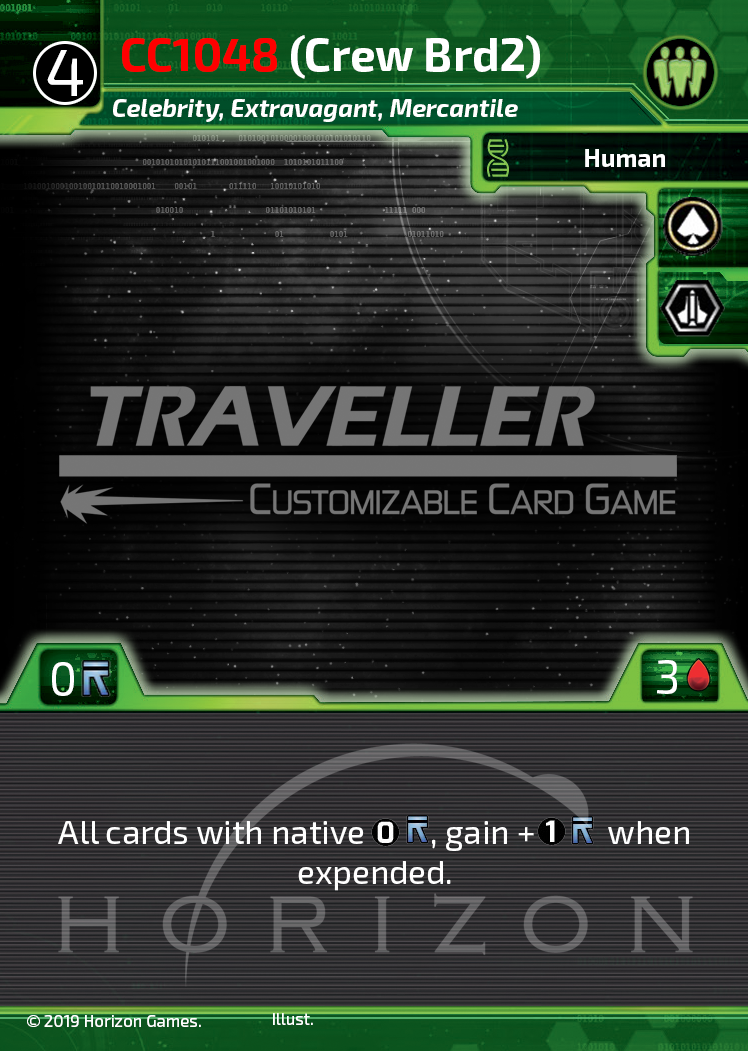 4
CC1048 (Crew Brd2)
Celebrity, Extravagant, Mercantile
Human
TRAVELLER
CUSTOMIZABLE CARD GAME
0
3
All cards with native 0 , gain +1 when
expended.
HORIZON
© 2019 Horizon Games. Illust.